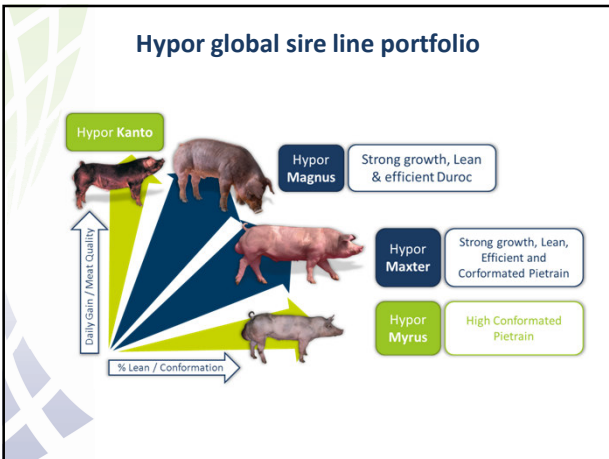 Hypor global sire line portfolio
Hypor Kanto
Hypor
Magnus
Strong growth, Lean
& efficient Duroc
Daily Gain / Meat Quality
Hypor
Maxter
Strong growth, Lean,
Efficient and
Corformated Pietrain
Hypor
Myrus
High Conformated
Pietrain
% Lean / Conformation